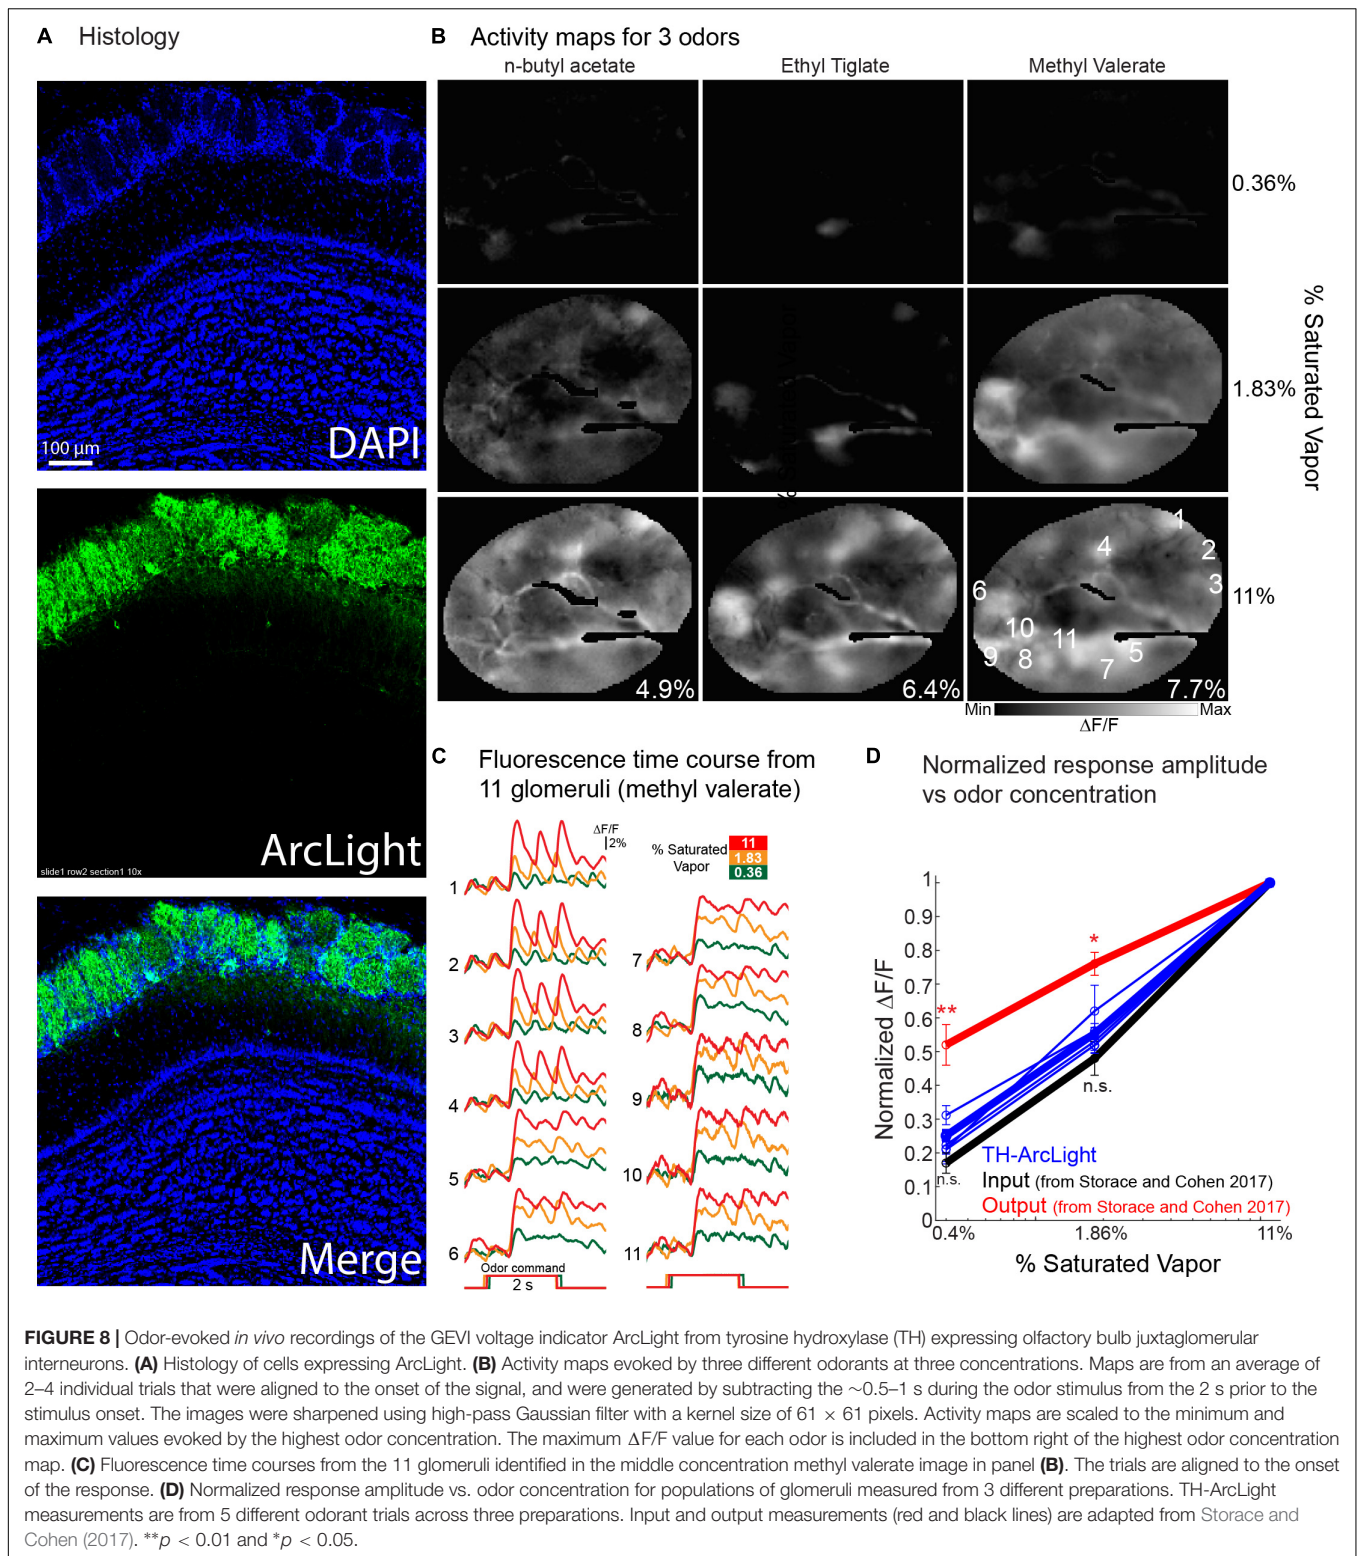 A Histology
DAPI
100 µm
ArcLight
slide1 row2 section1 10x
Merge
B Activity maps for 3 odors
n-butyl acetate Ethyl Tiglate Methyl Valerate
0.36%
1.83%
11%
% Saturated Vapor
% Saturated Vapor
1
2
3
4
5
6
7
8
9
10
11
4.9% 6.4% 7.7%
Min Max
ΔF/F
C Fluorescence time course from
11 glomeruli (methyl valerate)
ΔF/F
2%
% Saturated
Vapor
11
1.83
0.36
1
2
3
4
5
6
7
8
9
10
11
Odor command
2 s
D Normalized response amplitude
vs odor concentration
Normalized ΔF/F
1
0.9
0.8
0.7
0.6
0.5
0.4
0.3
0.2
0.1
0
**
*
n.s.
n.s.
TH-ArcLight
Input (from Storace and Cohen 2017)
Output (from Storace and Cohen 2017)
0.4% 1.86% 11%
% Saturated Vapor
FIGURE 8 | Odor-evoked in vivo recordings of the GEVI voltage indicator ArcLight from tyrosine hydroxylase (TH) expressing olfactory bulb juxtaglomerular
interneurons. (A) Histology of cells expressing ArcLight. (B) Activity maps evoked by three different odorants at three concentrations. Maps are from an average of
2–4 individual trials that were aligned to the onset of the signal, and were generated by subtracting the ∼0.5–1 s during the odor stimulus from the 2 s prior to the
stimulus onset. The images were sharpened using high-pass Gaussian filter with a kernel size of 61 × 61 pixels. Activity maps are scaled to the minimum and
maximum values evoked by the highest odor concentration. The maximum ΔF/F value for each odor is included in the bottom right of the highest odor concentration
map. (C) Fluorescence time courses from the 11 glomeruli identified in the middle concentration methyl valerate image in panel (B). The trials are aligned to the onset
of the response. (D) Normalized response amplitude vs. odor concentration for populations of glomeruli measured from 3 different preparations. TH-ArcLight
measurements are from 5 different odorant trials across three preparations. Input and output measurements (red and black lines) are adapted from Storace and
Cohen (2017). **p < 0.01 and *p < 0.05.